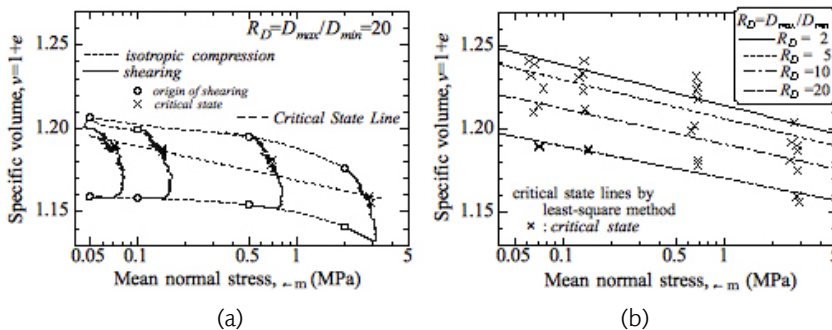 (a)
R_D=D_max/D_min=20
isotropic compression
shearing
origin of shearing
critical state
Critical State Line
Specific volume, v=1+e
1.25
1.20
1.15
0.05
0.1
0.5
1
5
Mean normal stress, ←m (MPa)
(a)
(b)
R_D=D_max/D_min
R_D = 2
R_D = 5
R_D =10
R_D =20
critical state lines by
least-square method
× : critical state
Specific volume, v=1+e
1.25
1.20
1.15
0.05
0.1
0.5
1
5
Mean normal stress, ←m (MPa)
(b)